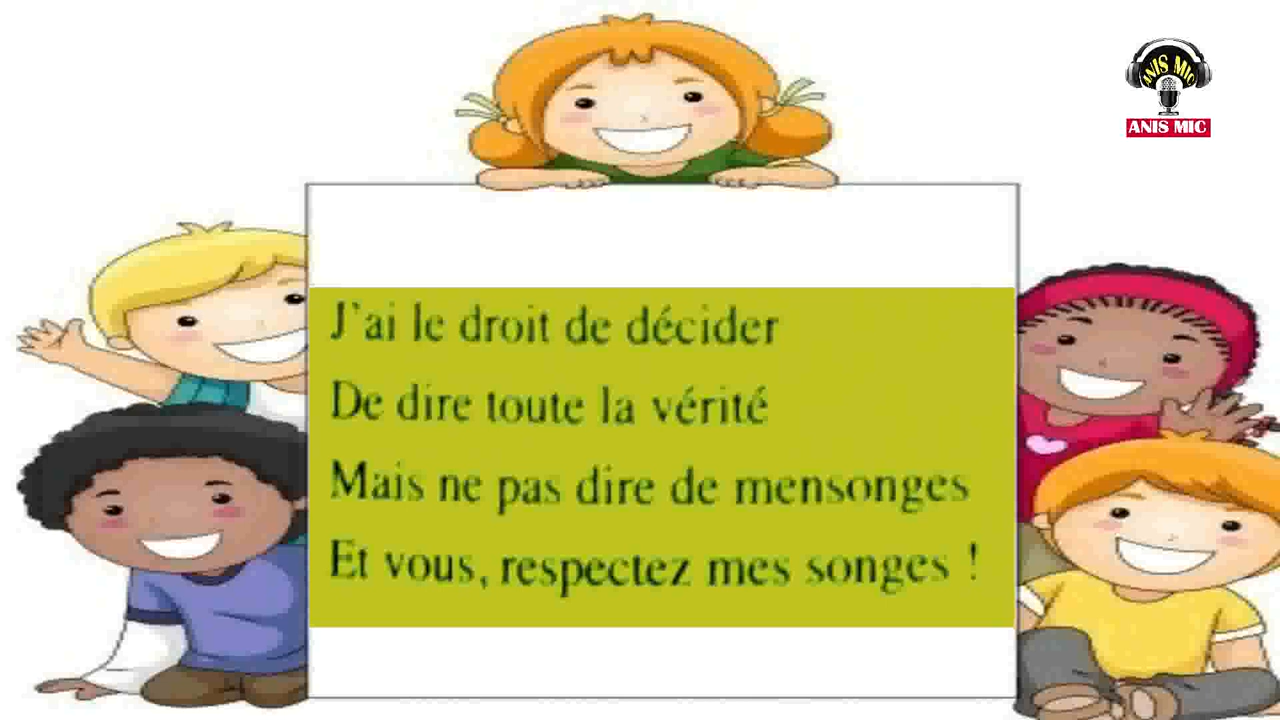 ANIS MIC
ANIS MIC
J'ai le droit de décider
De dire toute la vérité
Mais ne pas dire de mensonges
Et vous, respectez mes songes !